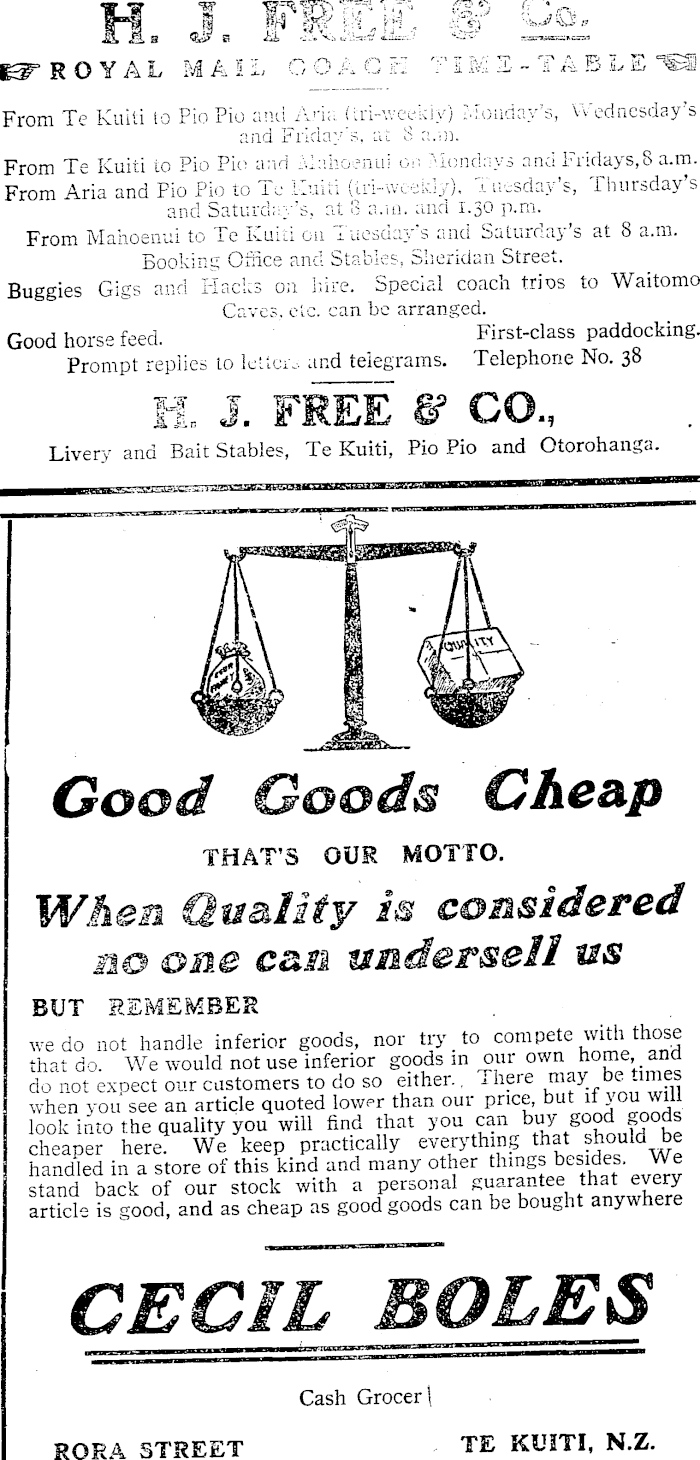 H. J. FREE & Co.
ROYAL MAIL COACH TIME-TABLE
From Te Kuiti to Pio Pio and Aria (tri-weekly) Monday's, Wednesday's
and Friday's, at 8 a.m.
From Te Kuiti to Pio Pio and Mahoenui on Mondays and Fridays, 8 a.m.
From Aria and Pio Pio to Te Kuiti (tri-weekly). Tuesday's, Thursday's
and Saturday's, at 8 a.m. and 1.30 p.m.
From Mahoenui to Te Kuiti on Tuesday's and Saturday's at 8 a.m.
Booking Office and Stables, Sheridan Street.
Buggies Gigs and Hacks on hire. Special coach trips to Waitomo
Caves, etc. can be arranged.
Good horse feed. First-class paddocking.
Prompt replies to letters and telegrams. Telephone No. 38
H. J. FREE & CO.,
Livery and Bait Stables, Te Kuiti, Pio Pio and Otorohanga.
QUALITY
Good Goods Cheap
THAT'S OUR MOTTO.
When Quality is considered
no one can undersell us
BUT REMEMBER
we do not handle inferior goods, nor try to compete with those
that do. We would not use inferior goods in our own home, and
do not expect our customers to do so either. There may be times
when you see an article quoted lower than our price, but if you will
look into the quality you will find that you can buy good goods
cheaper here. We keep practically everything that should be
handled in a store of this kind and many other things besides. We
stand back of our stock with a personal guarantee that every
article is good, and as cheap as good goods can be bought anywhere
CECIL BOLES
Cash Grocer
RORA STREET TE KUITI, N.Z.